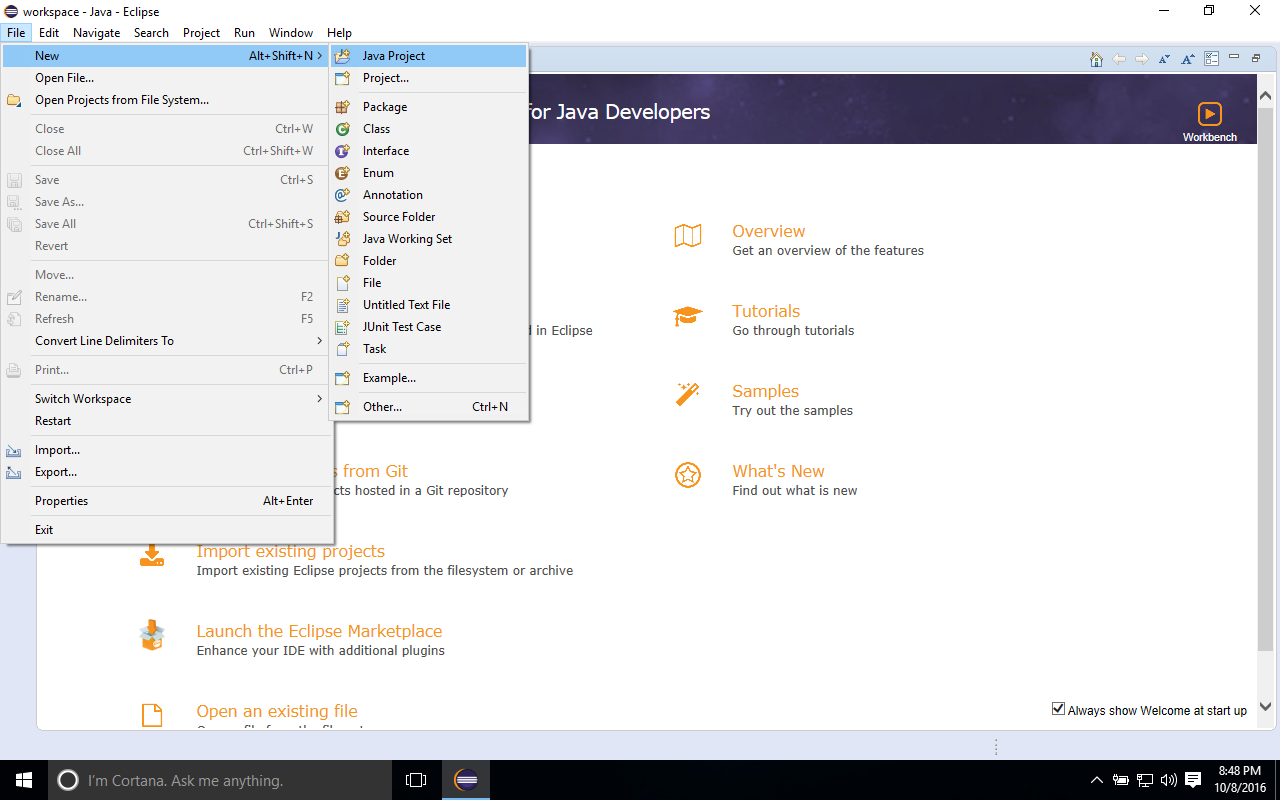 workspace - Java - Eclipse
File Edit Navigate Search Project Run Window Help
New Alt+Shift+N
Open File...
Open Projects from File System...
Close Ctrl+W
Close All Ctrl+Shift+W
Save Ctrl+S
Save As...
Save All Ctrl+Shift+S
Revert
Move...
Rename... F2
Refresh F5
Convert Line Delimiters To
Print... Ctrl+P
Switch Workspace
Restart
Import...
Export...
Properties Alt+Enter
Exit
Java Project
Project...
Package
Class
Interface
Enum
Annotation
Source Folder
Java Working Set
Folder
File
Untitled Text File
JUnit Test Case
Task
Example...
Other... Ctrl+N
for Java Developers
Workbench
in Eclipse
from Git
hosted in a Git repository
Import existing projects
Import existing Eclipse projects from the filesystem or archive
Launch the Eclipse Marketplace
Enhance your IDE with additional plugins
Open an existing file
Overview
Get an overview of the features
Tutorials
Go through tutorials
Samples
Try out the samples
What's New
Find out what is new
Always show Welcome at start up
I'm Cortana. Ask me anything.
8:48 PM
10/8/2016